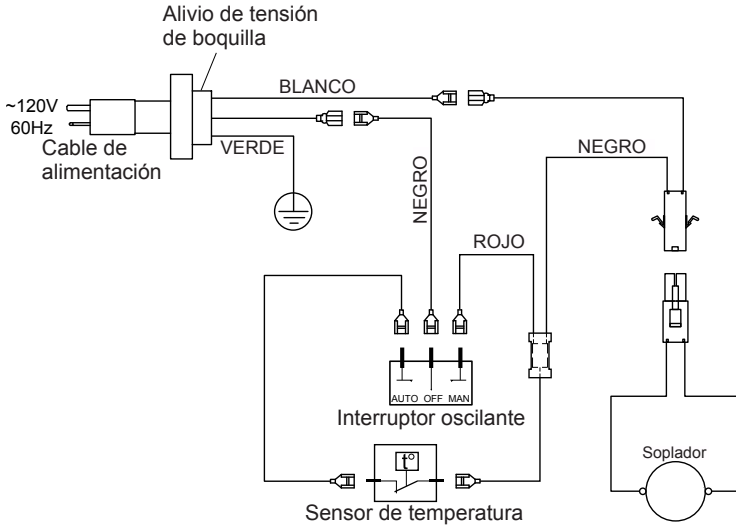 Alivio de tensión
de boquilla
BLANCO
~120V
60Hz
Cable de
alimentación
VERDE
NEGRO
NEGRO
ROJO
AUTO OFF MAN
Interruptor oscilante
t°
Sensor de temperatura
Soplador